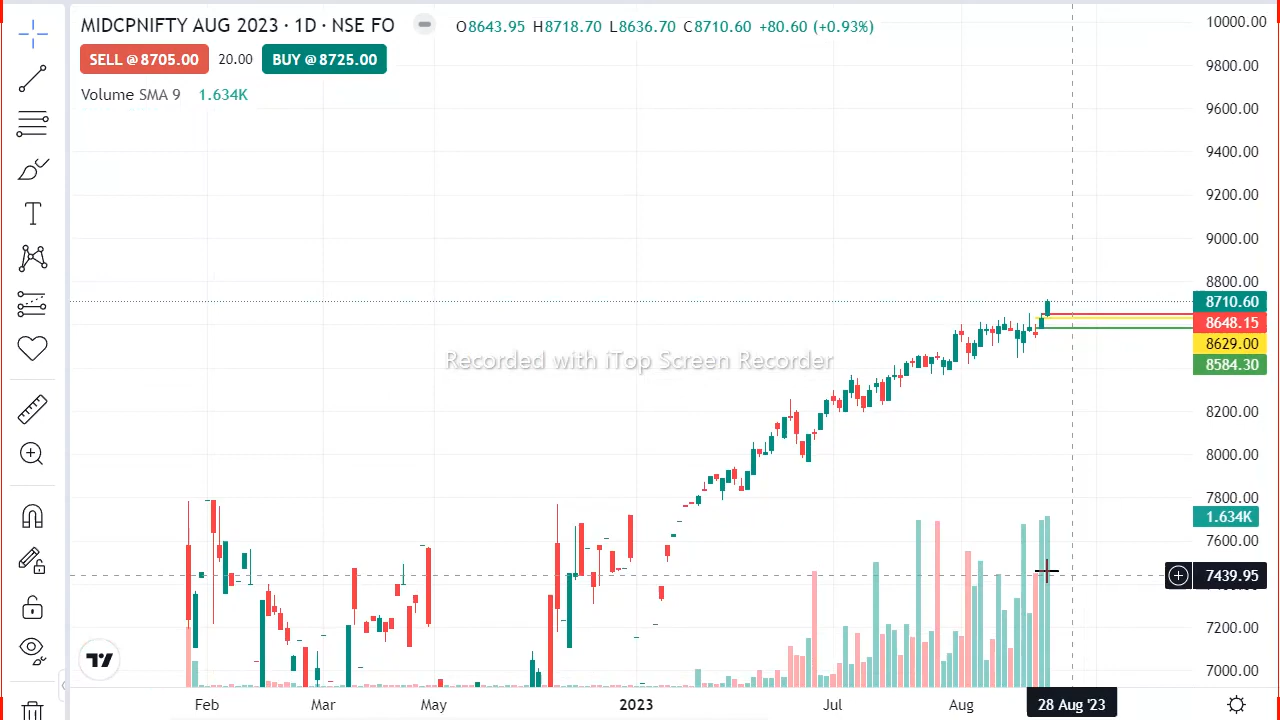 MIDCPNIFTY AUG 2023 · 1D · NSE FO
O8643.95 H8718.70 L8636.70 C8710.60 +80.60 (+0.93%)
SELL @ 8705.00 20.00 BUY @ 8725.00
Volume SMA 9 1.634K
10000.00
9800.00
9600.00
9400.00
9200.00
9000.00
8800.00
8710.60
8648.15
8629.00
8584.30
Recorded with iTop Screen Recorder
8200.00
8000.00
7800.00
1.634K
7600.00
7439.95
7200.00
7000.00
Feb Mar May 2023 Jul Aug 28 Aug '23